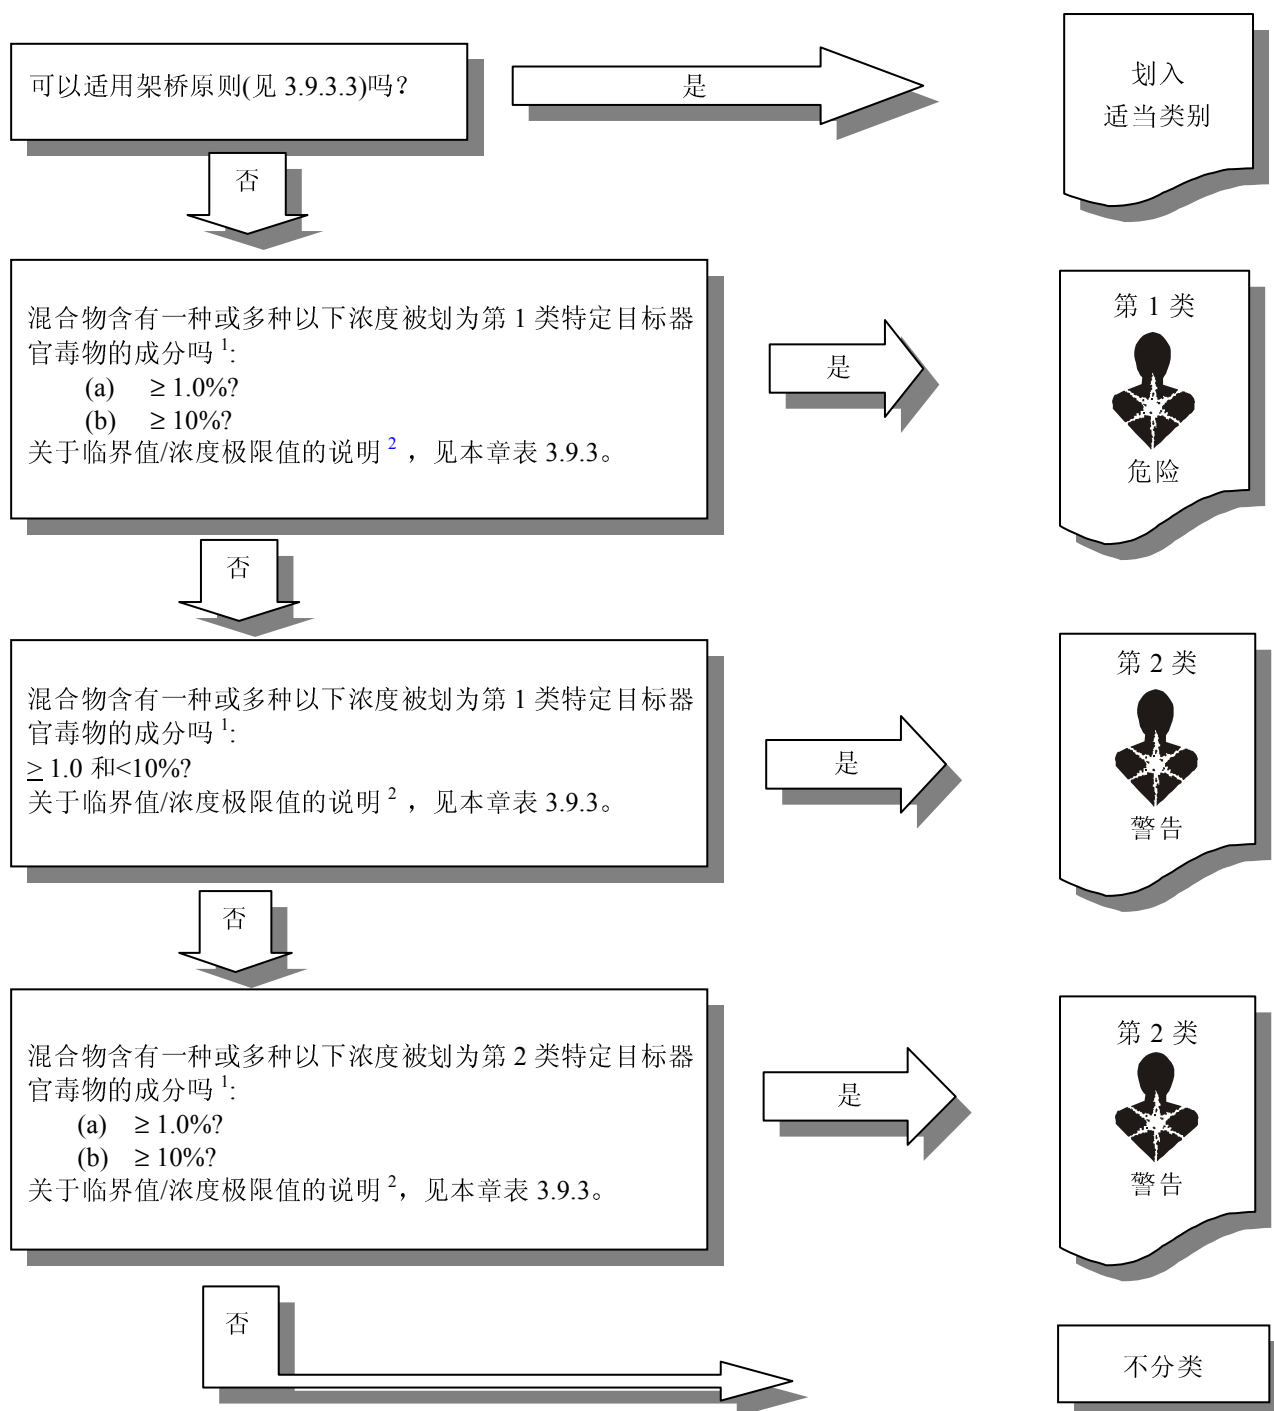 可以适用架桥原则(见 3.9.3.3)吗？
是
划入
适当类别
否
混合物含有一种或多种以下浓度被划为第 1 类特定目标器
官毒物的成分吗 1:
(a) ≥ 1.0%?
(b) ≥ 10%?
关于临界值/浓度极限值的说明 2，见本章表 3.9.3。
是
第 1 类
危险
否
混合物含有一种或多种以下浓度被划为第 1 类特定目标器
官毒物的成分吗 1:
≥ 1.0 和<10%?
关于临界值/浓度极限值的说明 2，见本章表 3.9.3。
是
第 2 类
警告
否
混合物含有一种或多种以下浓度被划为第 2 类特定目标器
官毒物的成分吗 1:
(a) ≥ 1.0%?
(b) ≥ 10%?
关于临界值/浓度极限值的说明 2，见本章表 3.9.3。
是
第 2 类
警告
否
不分类